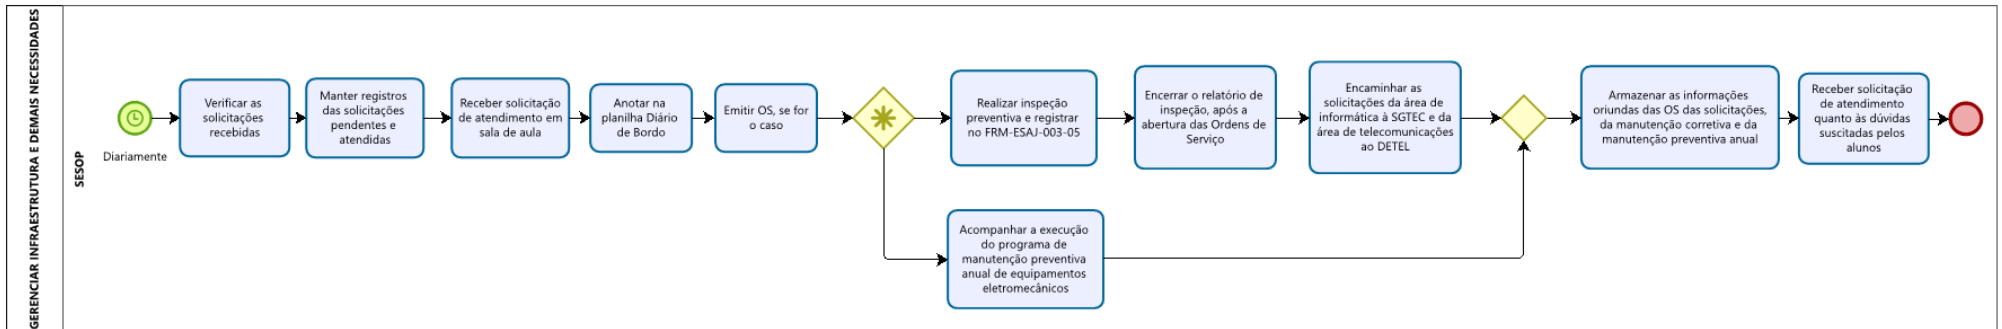 GERENCIAR INFRAESTRUTURA E DEMAIS NECESSIDADES
SESOP
Diariamente
Verificar as
solicitações
recebidas
Manter registros
das solicitações
pendentes e
atendidas
Receber solicitação
de atendimento em
sala de aula
Anotar na
planilha Diário
de Bordo
Emitir OS, se for
o caso
Realizar inspeção
preventiva e registrar
no FRM-ESAJ-003-05
Encerrar o relatório de
inspeção, após a
abertura das Ordens de
Serviço
Encaminhar as
solicitações da área de
informática à SGTEC e da
área de telecomunicações
ao DETEL
Acompanhar a execução
do programa de
manutenção preventiva
anual de equipamentos
eletromecânicos
Armazenar as informações
oriundas das OS das solicitações,
da manutenção corretiva e da
manutenção preventiva anual
Receber solicitação
de atendimento
quanto às dúvidas
suscitadas pelos
alunos